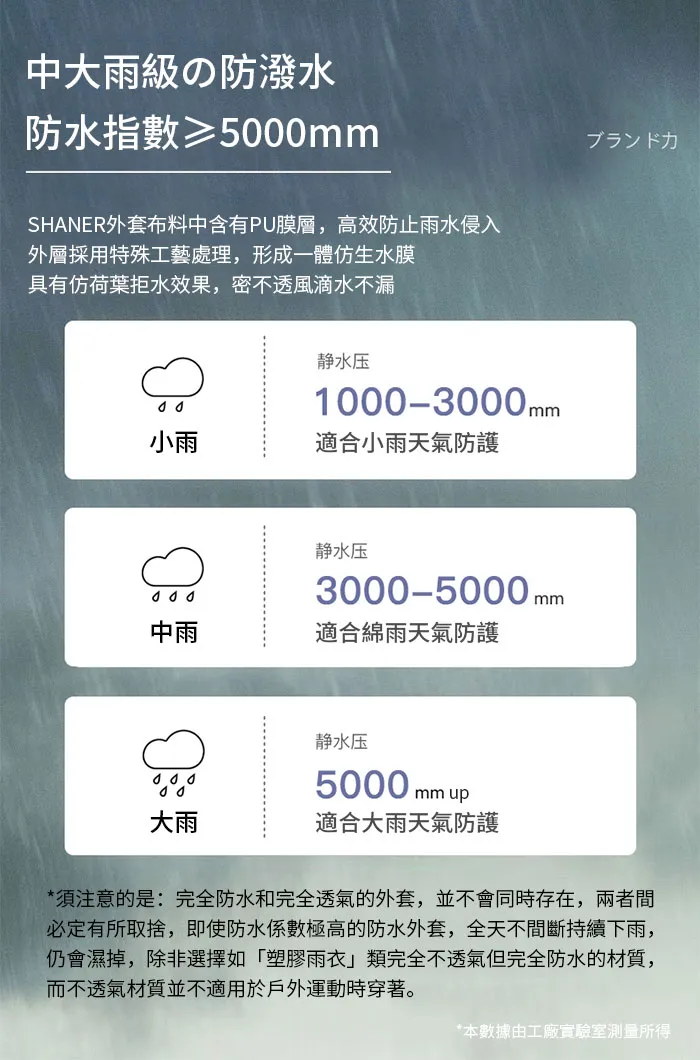 中大雨級の防潑水
防水指數≥5000mm
ブランド力
SHANER外套布料中含有PU膜層，高效防止雨水侵入
外層採用特殊工藝處理，形成一體仿生水膜
具有仿荷葉拒水效果，密不透風滴水不漏
静水压
1000–3000mm
小雨
適合小雨天氣防護
静水压
3000–5000mm
中雨
適合綿雨天氣防護
静水压
5000 mm up
大雨
適合大雨天氣防護
*須注意的是：完全防水和完全透氣的外套，並不會同時存在，兩者間
必定有所取捨，即使防水係數極高的防水外套，全天不間斷持續下雨，
仍會濕掉，除非選擇如「塑膠雨衣」類完全不透氣但完全防水的材質，
而不透氣材質並不適用於戶外運動時穿著。
*本數據由工廠實驗室測量所得